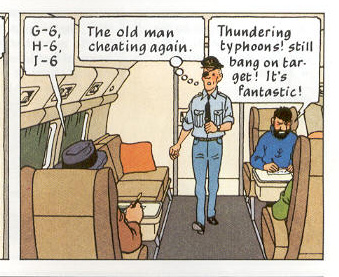 G-6,
H-6,
I-6
The old man
cheating again.
Thundering
typhoons! still
bang on tar-
get! It's
fantastic!